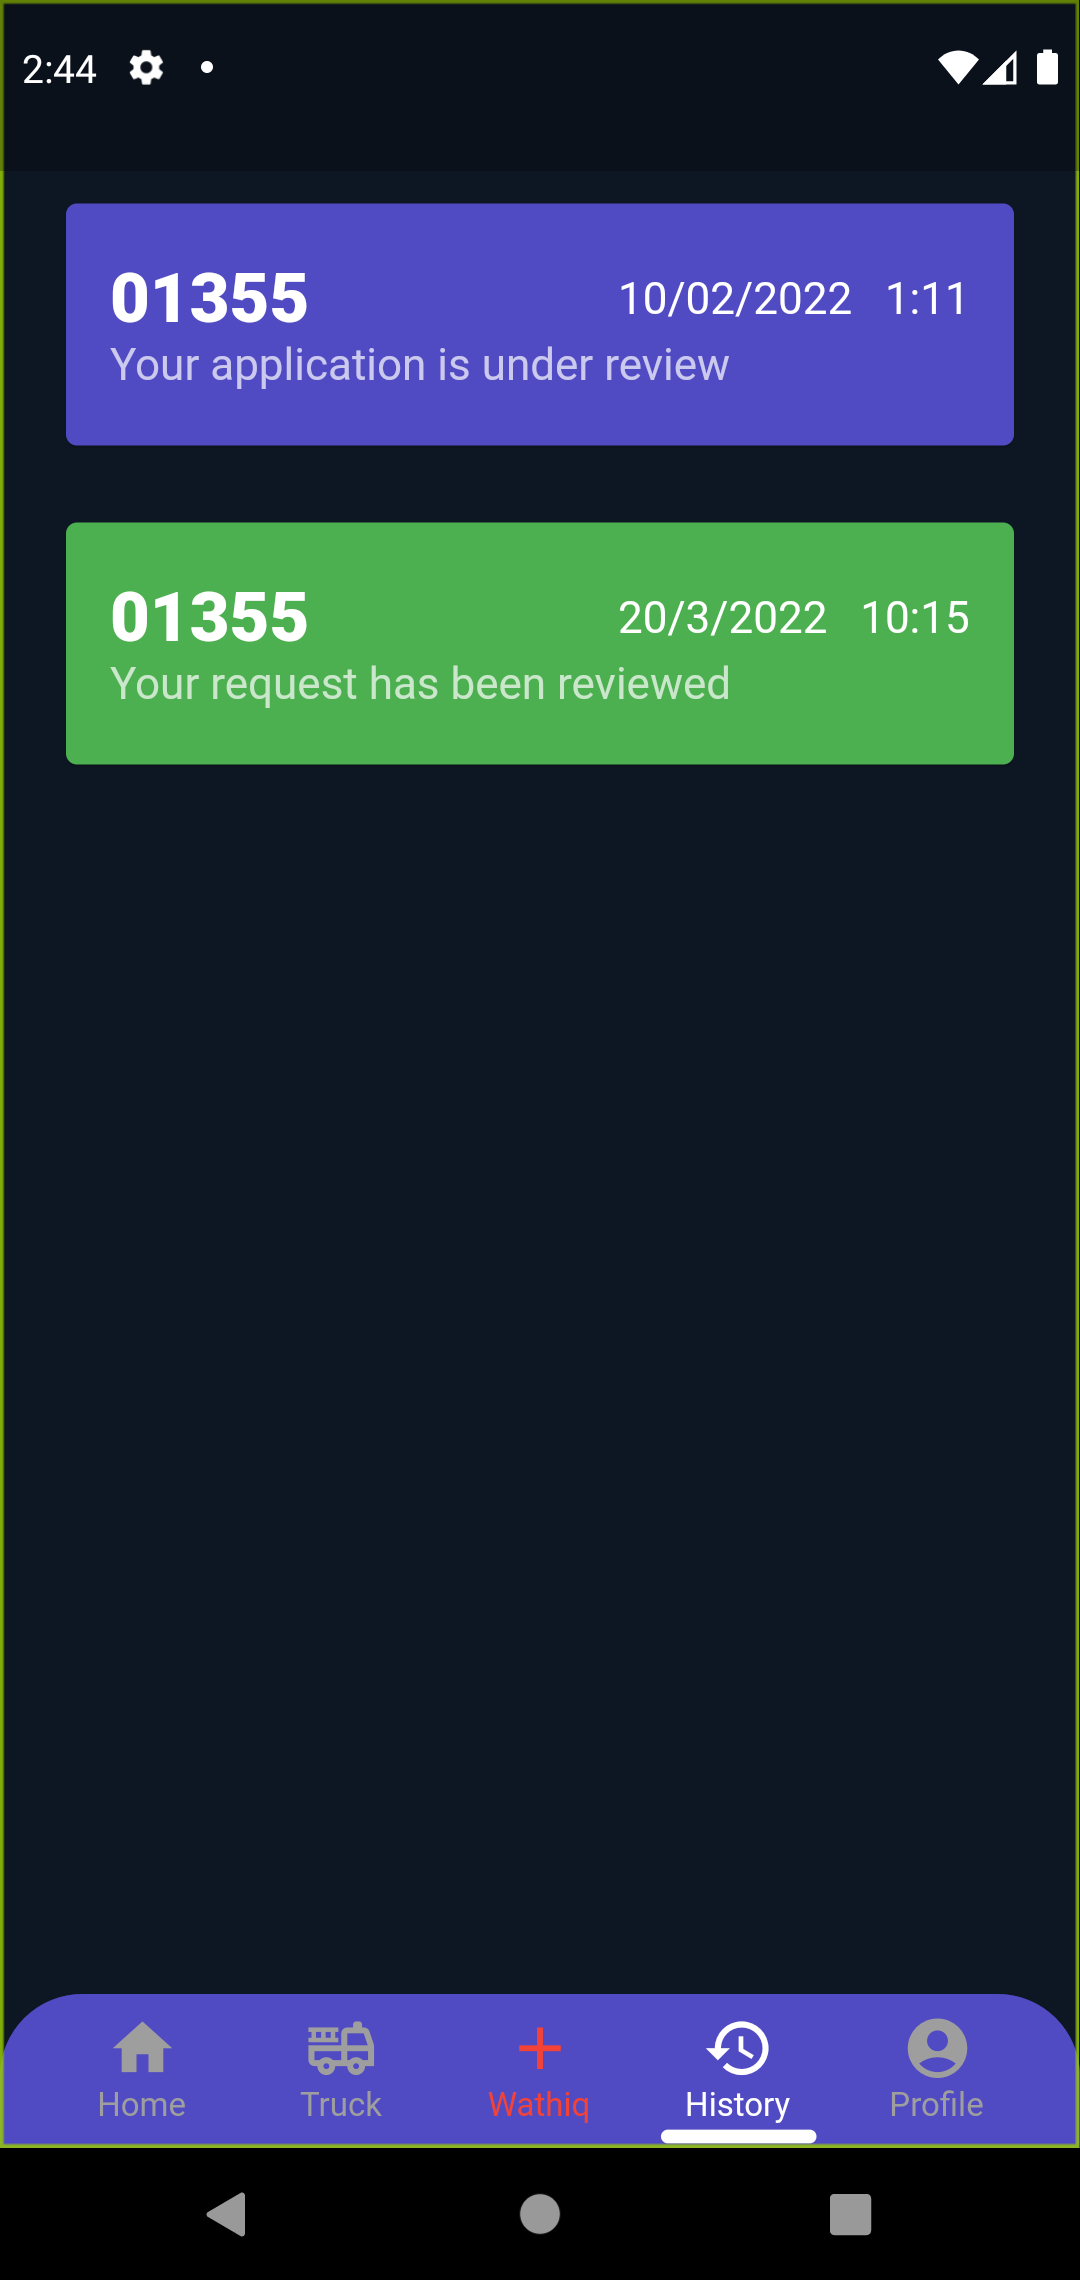 2:44
01355 10/02/2022 1:11
Your application is under review
01355 20/3/2022 10:15
Your request has been reviewed
Home Truck Wathiq History Profile